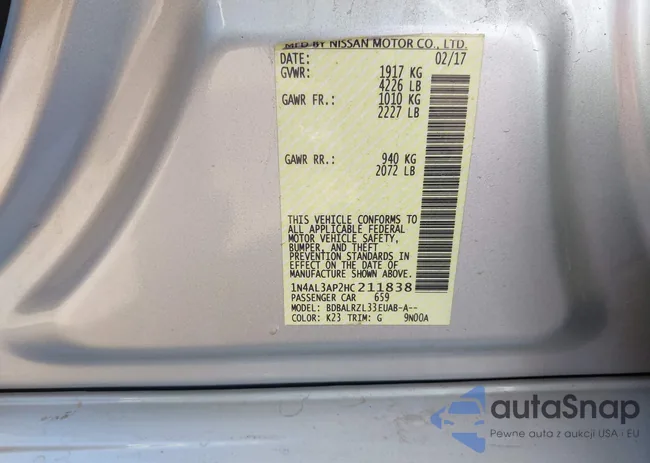 MFD BY NISSAN MOTOR CO., LTD.
DATE: 02/17
GVWR: 1917 KG
4226 LB
GAWR FR.: 1010 KG
2227 LB
GAWR RR.: 940 KG
2072 LB
THIS VEHICLE CONFORMS TO
ALL APPLICABLE FEDERAL
MOTOR VEHICLE SAFETY,
BUMPER, AND THEFT
PREVENTION STANDARDS IN
EFFECT ON THE DATE OF
MANUFACTURE SHOWN ABOVE.
1N4AL3AP2HC211838
PASSENGER CAR 659
MODEL: BDBALRZL33EUAB-A--
COLOR: K23 TRIM: G 9N00A
autaSnap
Pewne auta z aukcji USA i EU